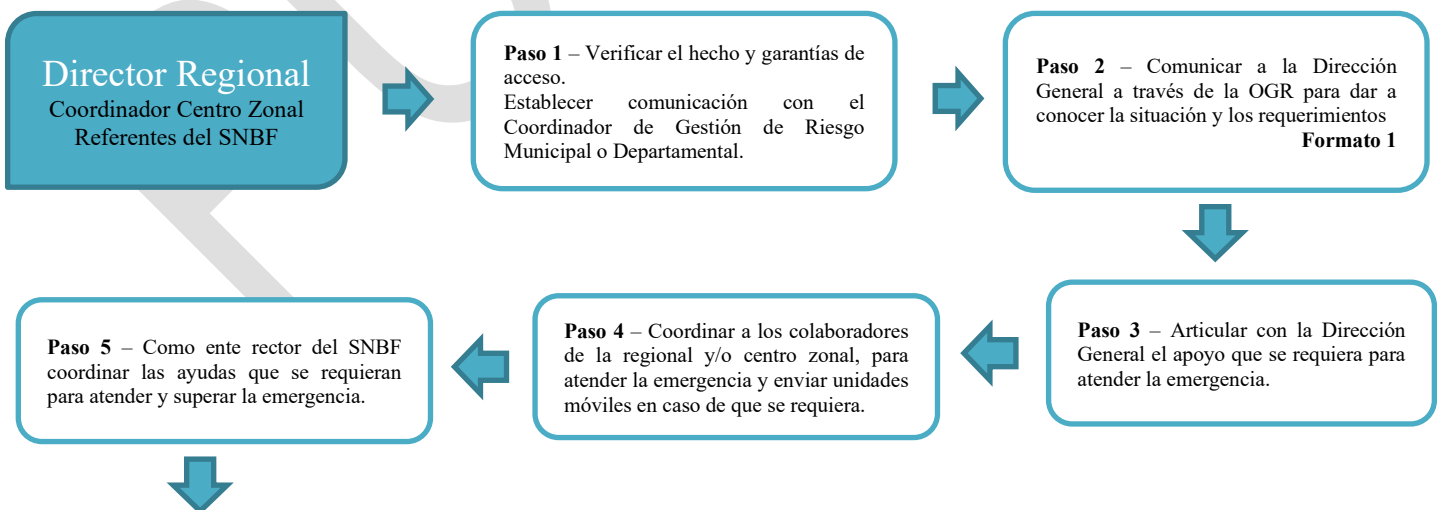 Director Regional
Coordinador Centro Zonal
Referentes del SNBF
Paso 1 – Verificar el hecho y garantías de
acceso.
Establecer comunicación con el
Coordinador de Gestión de Riesgo
Municipal o Departamental.
Paso 2 – Comunicar a la Dirección
General a través de la OGR para dar a
conocer la situación y los requerimientos
Formato 1
Paso 3 – Articular con la Dirección
General el apoyo que se requiera para
atender la emergencia.
Paso 4 – Coordinar a los colaboradores
de la regional y/o centro zonal, para
atender la emergencia y enviar unidades
móviles en caso de que se requiera.
Paso 5 – Como ente rector del SNBF
coordinar las ayudas que se requieran
para atender y superar la emergencia.